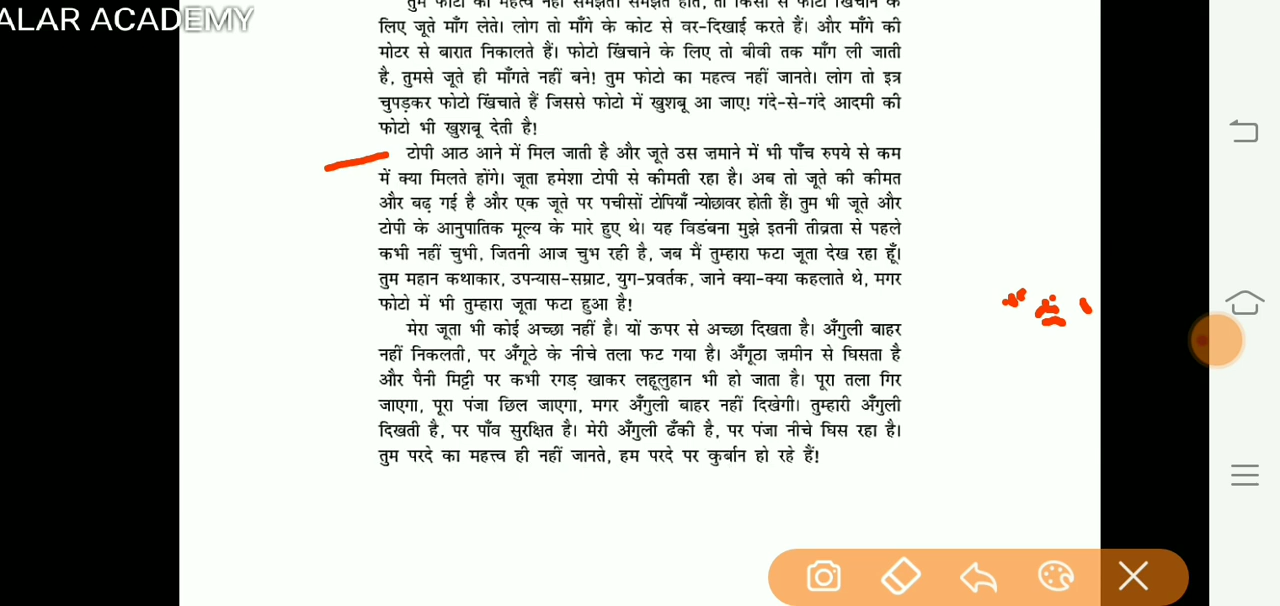 ALAR ACADEMY
तुम फोटो का महत्व नहीं समझते। समझते होते, तो किसी से फोटो खिंचाने के
लिए जूते माँग लेते। लोग तो माँगे के कोट से वर-दिखाई करते हैं। और माँगे की
मोटर से बारात निकालते हैं। फोटो खिंचाने के लिए तो बीवी तक माँग ली जाती
है, तुमसे जूते ही माँगते नहीं बने! तुम फोटो का महत्व नहीं जानते। लोग तो इत्र
चुपड़कर फोटो खिंचाते हैं जिससे फोटो में खुशबू आ जाए! गंदे-से-गंदे आदमी की
फोटो भी खुशबू देती है!
टोपी आठ आने में मिल जाती है और जूते उस ज़माने में भी पाँच रुपये से कम
में क्या मिलते होंगे। जूता हमेशा टोपी से कीमती रहा है। अब तो जूते की कीमत
और बढ़ गई है और एक जूते पर पचीसों टोपियाँ न्योछावर होती हैं। तुम भी जूते और
टोपी के आनुपातिक मूल्य के मारे हुए थे। यह विडंबना मुझे इतनी तीव्रता से पहले
कभी नहीं चुभी, जितनी आज चुभ रही है, जब मैं तुम्हारा फटा जूता देख रहा हूँ।
तुम महान कथाकार, उपन्यास-सम्राट, युग-प्रवर्तक, जाने क्या-क्या कहलाते थे, मगर
फोटो में भी तुम्हारा जूता फटा हुआ है!
मेरा जूता भी कोई अच्छा नहीं है। यों ऊपर से अच्छा दिखता है। अँगुली बाहर
नहीं निकलती, पर अँगूठे के नीचे तला फट गया है। अँगूठा ज़मीन से घिसता है
और पैनी मिट्टी पर कभी रगड़ खाकर लहूलुहान भी हो जाता है। पूरा तला गिर
जाएगा, पूरा पंजा छिल जाएगा, मगर अँगुली बाहर नहीं दिखेगी। तुम्हारी अँगुली
दिखती है, पर पाँव सुरक्षित है। मेरी अँगुली ढँकी है, पर पंजा नीचे घिस रहा है।
तुम परदे का महत्त्व ही नहीं जानते, हम परदे पर कुर्बान हो रहे हैं!